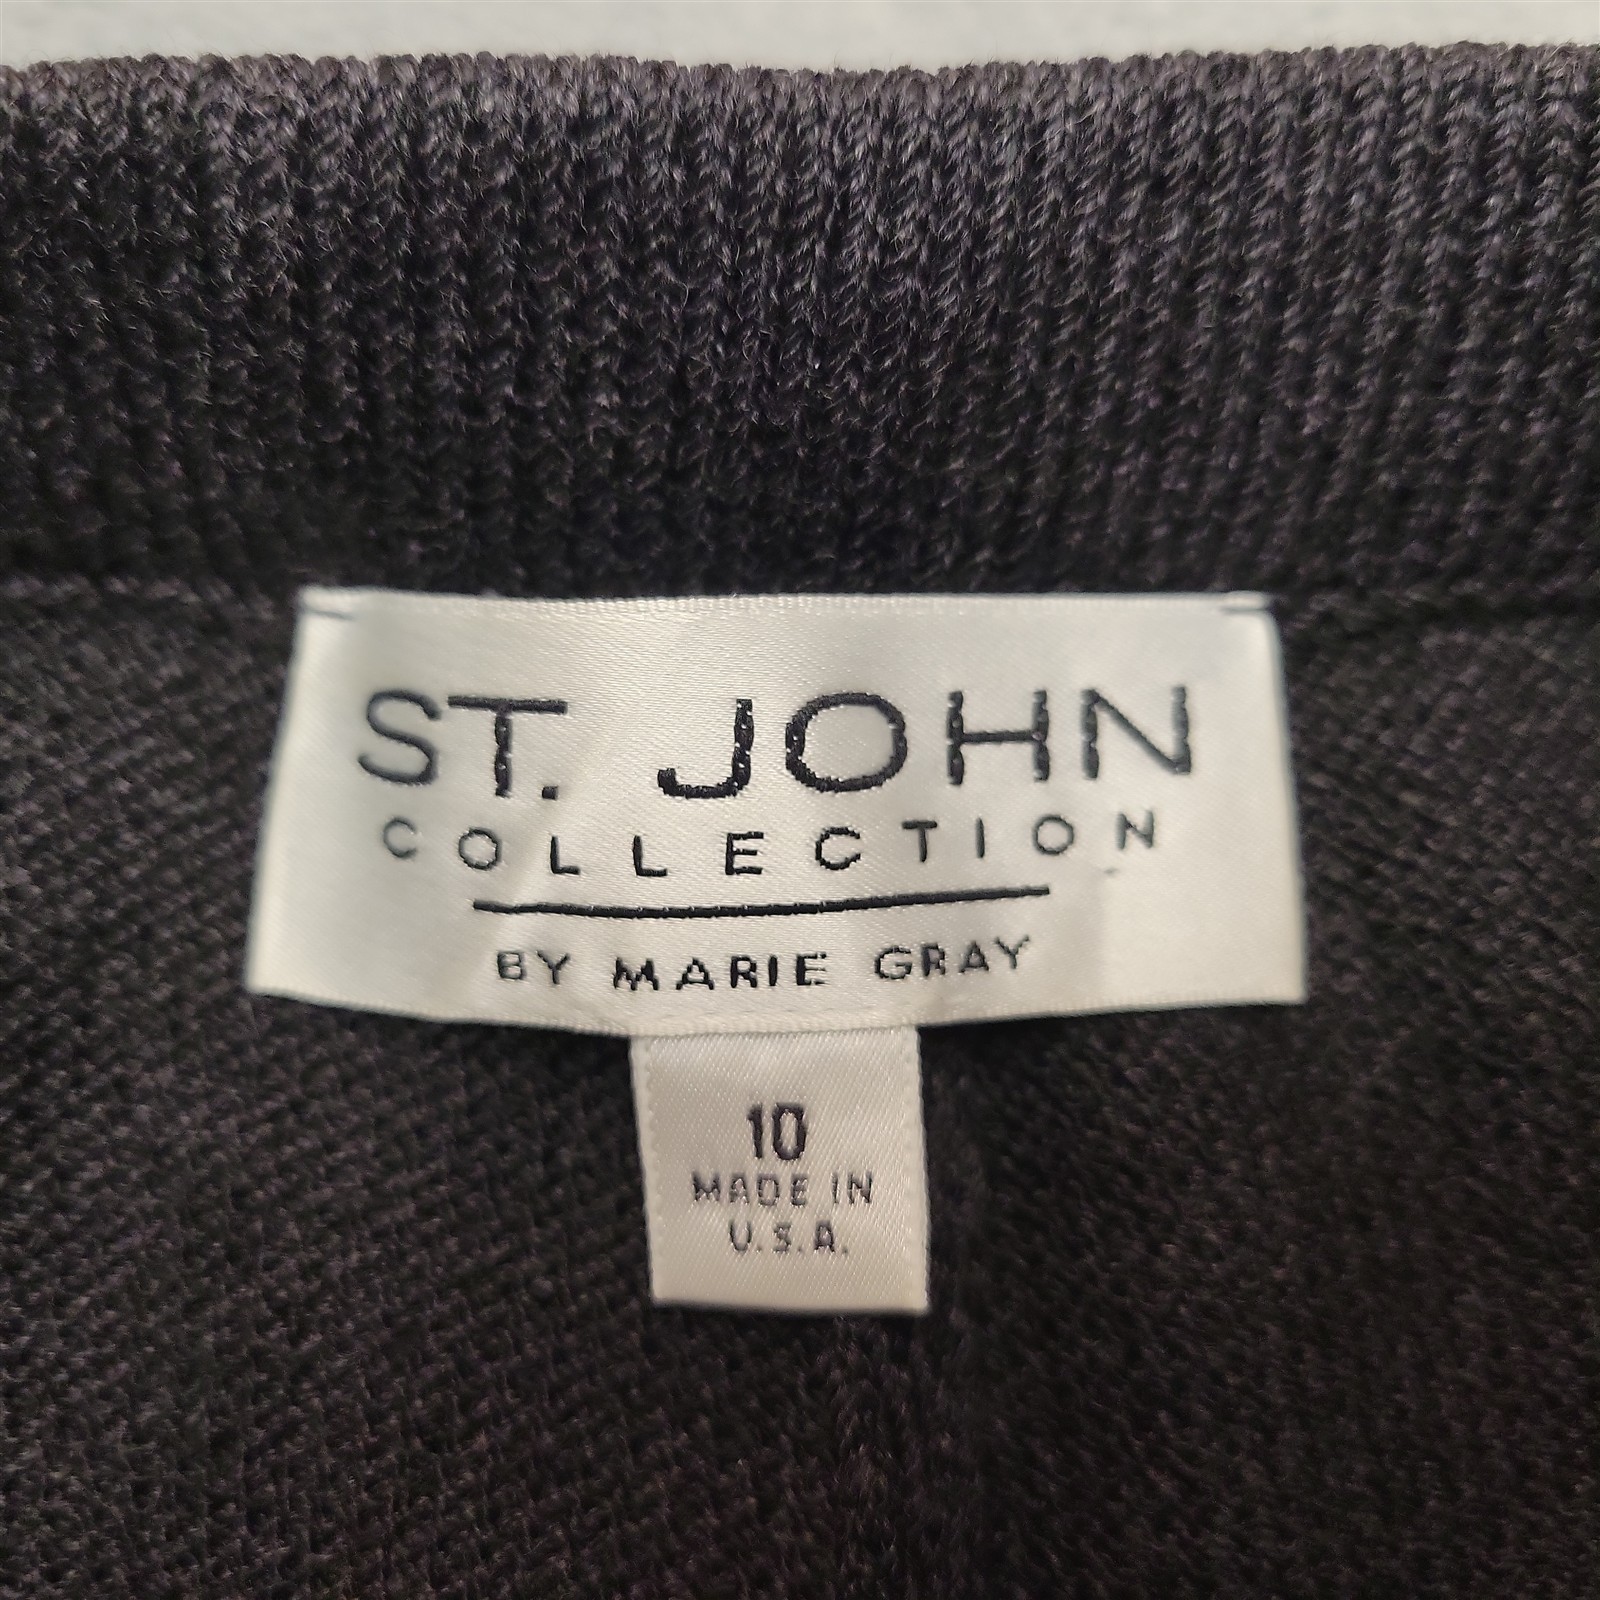 ST. JOHN
COLLECTION
BY MARIE GRAY
10
MADE IN
U.S.A.